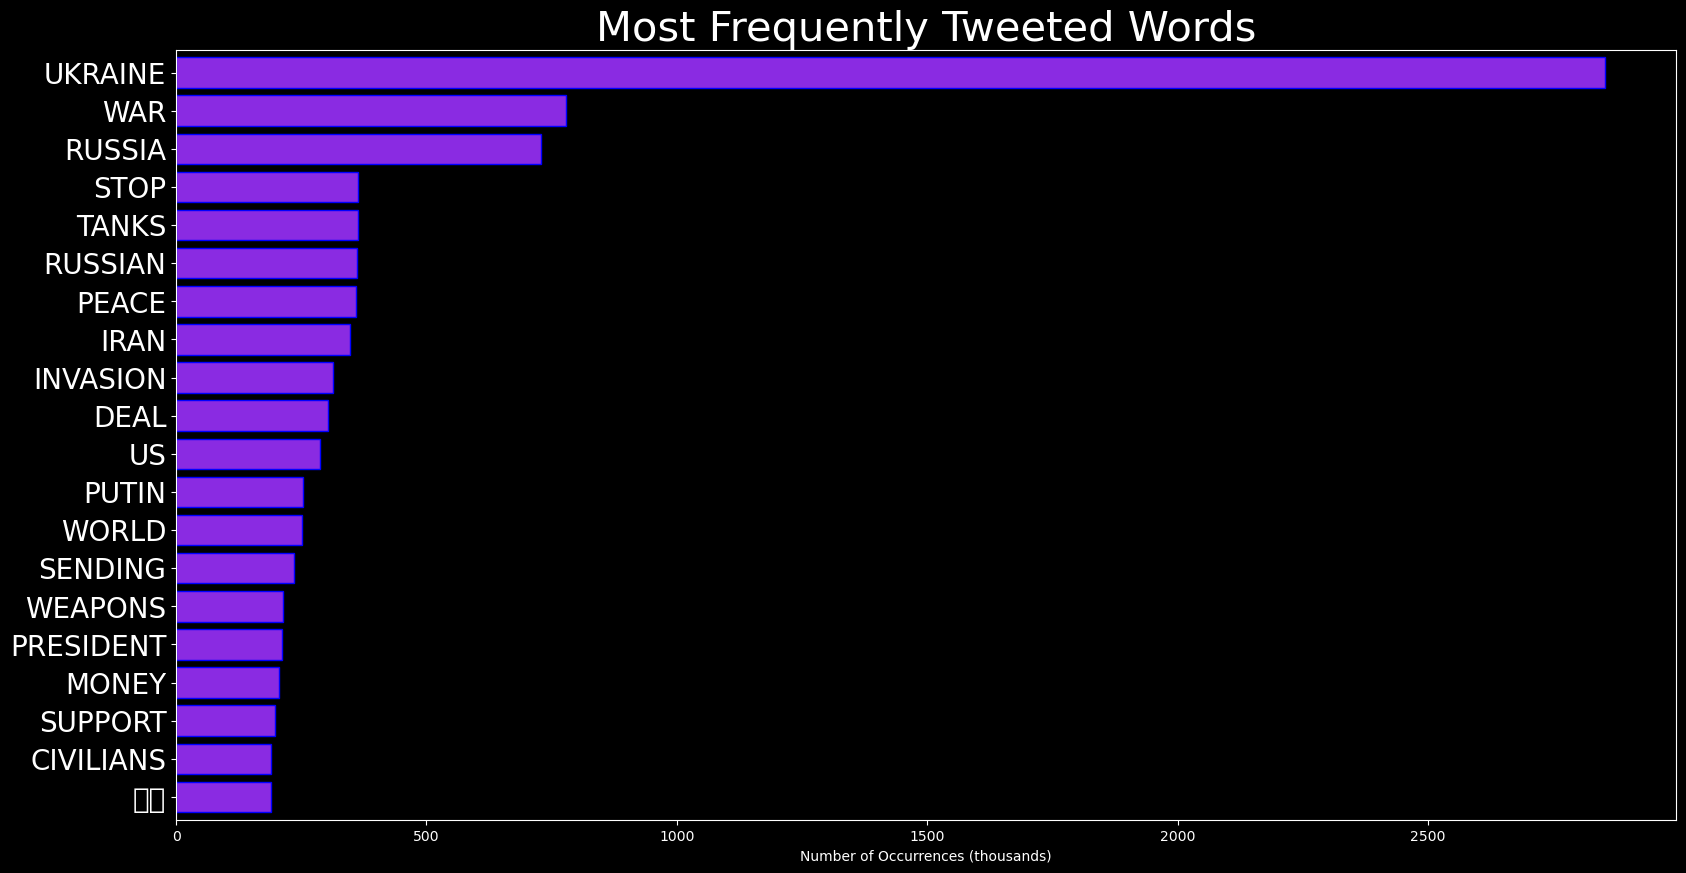 Most Frequently Tweeted Words
UKRAINE
WAR
RUSSIA
STOP
TANKS
RUSSIAN
PEACE
IRAN
INVASION
DEAL
US
PUTIN
WORLD
SENDING
WEAPONS
PRESIDENT
MONEY
SUPPORT
CIVILIANS
0 500 1000 1500 2000 2500
Number of Occurrences (thousands)